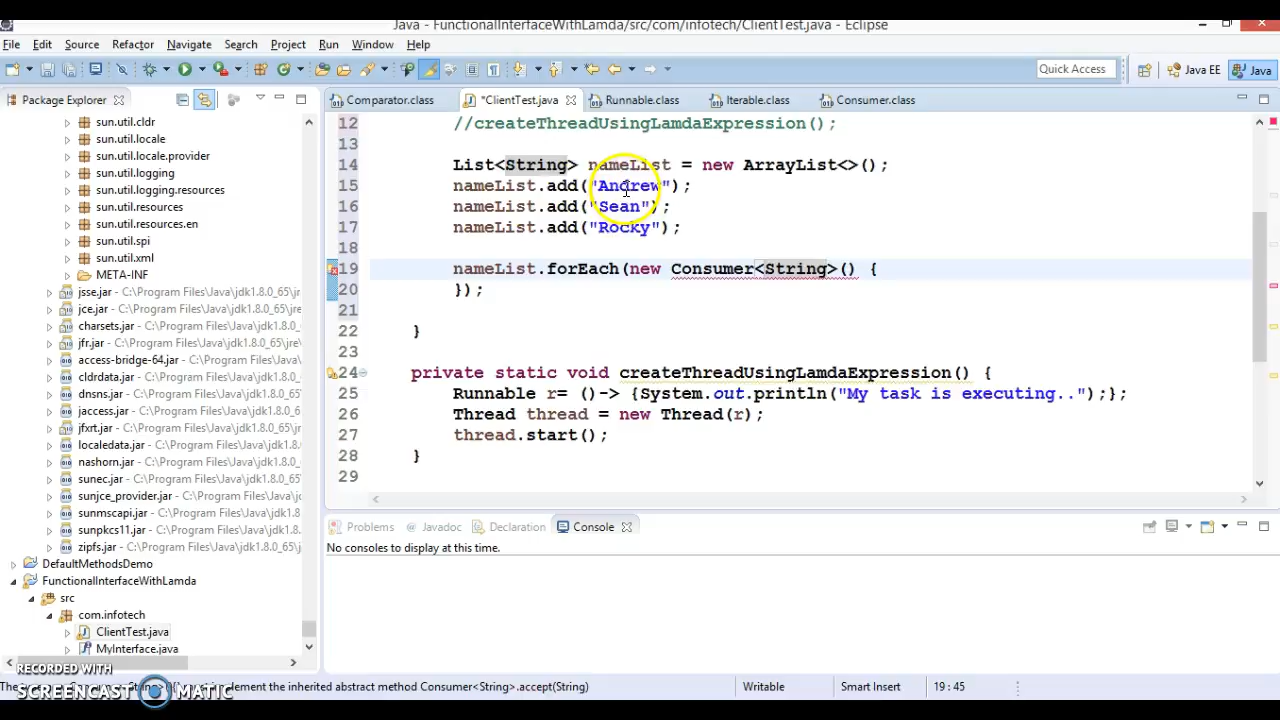 Java - FunctionalInterfaceWithLamda/src/com/infotech/ClientTest.java - Eclipse
File Edit Source Refactor Navigate Search Project Run Window Help
Quick Access Java EE Java
Package Explorer Comparator.class *ClientTest.java Runnable.class Iterable.class Consumer.class
sun.util.cldr
sun.util.locale
sun.util.locale.provider
sun.util.logging
sun.util.logging.resources
sun.util.resources
sun.util.resources.en
sun.util.spi
sun.util.xml
META-INF
jsse.jar - C:\Program Files\Java\jdk1.8.0_65\jre
jce.jar - C:\Program Files\Java\jdk1.8.0_65\jre
charsets.jar - C:\Program Files\Java\jdk1.8.0_
jfr.jar - C:\Program Files\Java\jdk1.8.0_65\jre
access-bridge-64.jar - C:\Program Files\Java
cldrdata.jar - C:\Program Files\Java\jdk1.8.0_
dnsns.jar - C:\Program Files\Java\jdk1.8.0_65
jaccess.jar - C:\Program Files\Java\jdk1.8.0_6
jfxrt.jar - C:\Program Files\Java\jdk1.8.0_65\j
localedata.jar - C:\Program Files\Java\jdk1.8.
nashorn.jar - C:\Program Files\Java\jdk1.8.0_
sunec.jar - C:\Program Files\Java\jdk1.8.0_65
sunjce_provider.jar - C:\Program Files\Java\j
sunmscapi.jar - C:\Program Files\Java\jdk1.8
sunpkcs11.jar - C:\Program Files\Java\jdk1.8
zipfs.jar - C:\Program Files\Java\jdk1.8.0_65\
DefaultMethodsDemo
FunctionalInterfaceWithLamda
src
com.infotech
ClientTest.java
MyInterface.java
12 //createThreadUsingLamdaExpression();
13
14 List<String> nameList = new ArrayList<>();
15 nameList.add("Andrew");
16 nameList.add("Sean");
17 nameList.add("Rocky");
18
19 nameList.forEach(new Consumer<String>() {
20 });
21
22 }
23
24 private static void createThreadUsingLamdaExpression() {
25 Runnable r= ()-> {System.out.println("My task is executing..");};
26 Thread thread = new Thread(r);
27 thread.start();
28 }
29
Problems Javadoc Declaration Console
No consoles to display at this time.
RECORDED WITH
SCREENCAST MATIC
implement the inherited abstract method Consumer<String>.accept(String) Writable Smart Insert 19 : 45